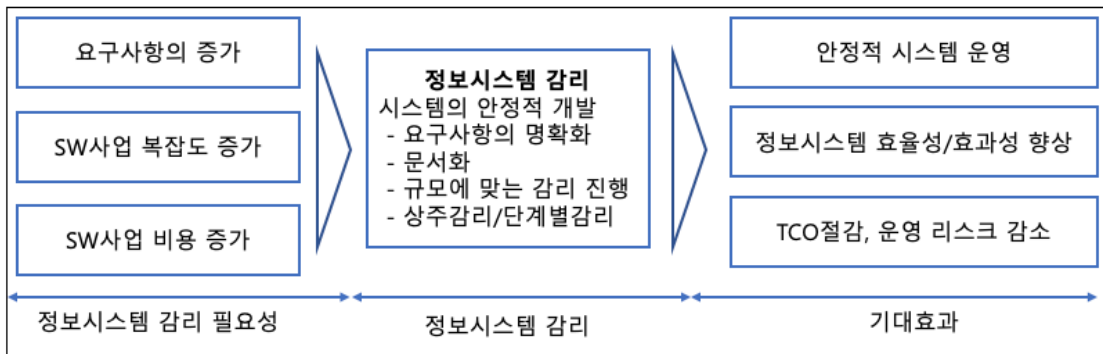 요구사항의 증가
SW사업 복잡도 증가
SW사업 비용 증가
정보시스템 감리 필요성
정보시스템 감리
시스템의 안정적 개발
- 요구사항의 명확화
- 문서화
- 규모에 맞는 감리 진행
- 상주감리/단계별감리
정보시스템 감리
안정적 시스템 운영
정보시스템 효율성/효과성 향상
TCO절감, 운영 리스크 감소
기대효과